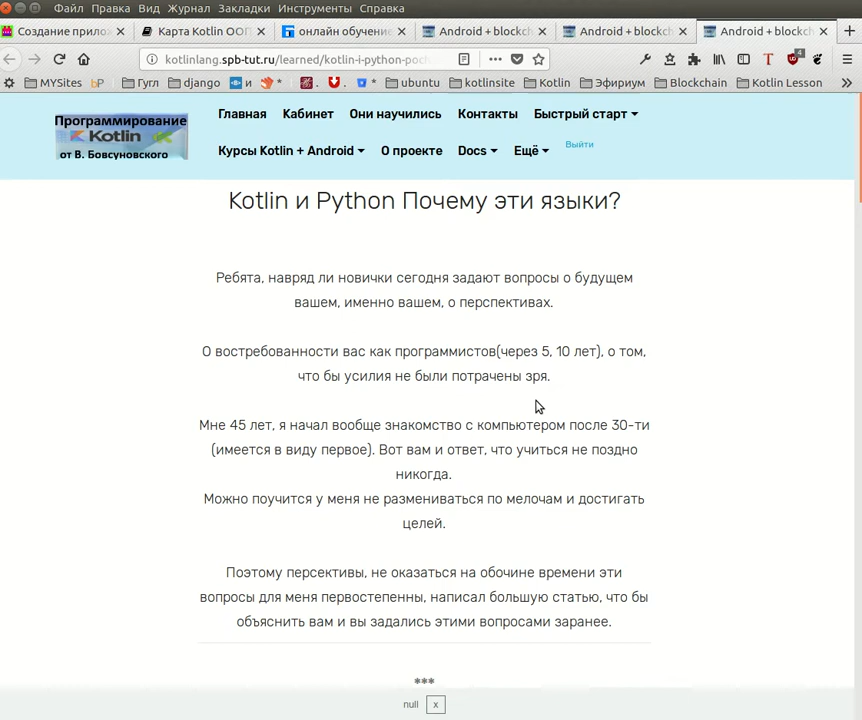 Файл Правка Вид Журнал Закладки Инструменты Справка
Создание прило Карта Kotlin ООП онлайн обучение Android + blockch Android + blockch Android + blockch
kotlinlang.spb-tut.ru/learned/kotlin-i-python-poch 4
MYSites bP Гугл django и * . . * ubuntu kotlinsite Kotlin Эфириум Blockchain Kotlin Lesson
Программирование
Kotlin
от В. Бовсуновского
Главная Кабинет Они научились Контакты Быстрый старт
Курсы Kotlin + Android О проекте Docs Ещё Выйти
Kotlin и Python Почему эти языки?
Ребята, навряд ли новички сегодня задают вопросы о будущем
вашем, именно вашем, о перспективах.
О востребованности вас как программистов(через 5, 10 лет), о том,
что бы усилия не были потрачены зря.
Мне 45 лет, я начал вообще знакомство с компьютером после 30-ти
(имеется в виду первое). Вот вам и ответ, что учиться не поздно
никогда.
Можно поучится у меня не размениваться по мелочам и достигать
целей.
Поэтому персективы, не оказаться на обочине времени эти
вопросы для меня первостепенны, написал большую статью, что бы
объяснить вам и вы задались этими вопросами заранее.
***
null x